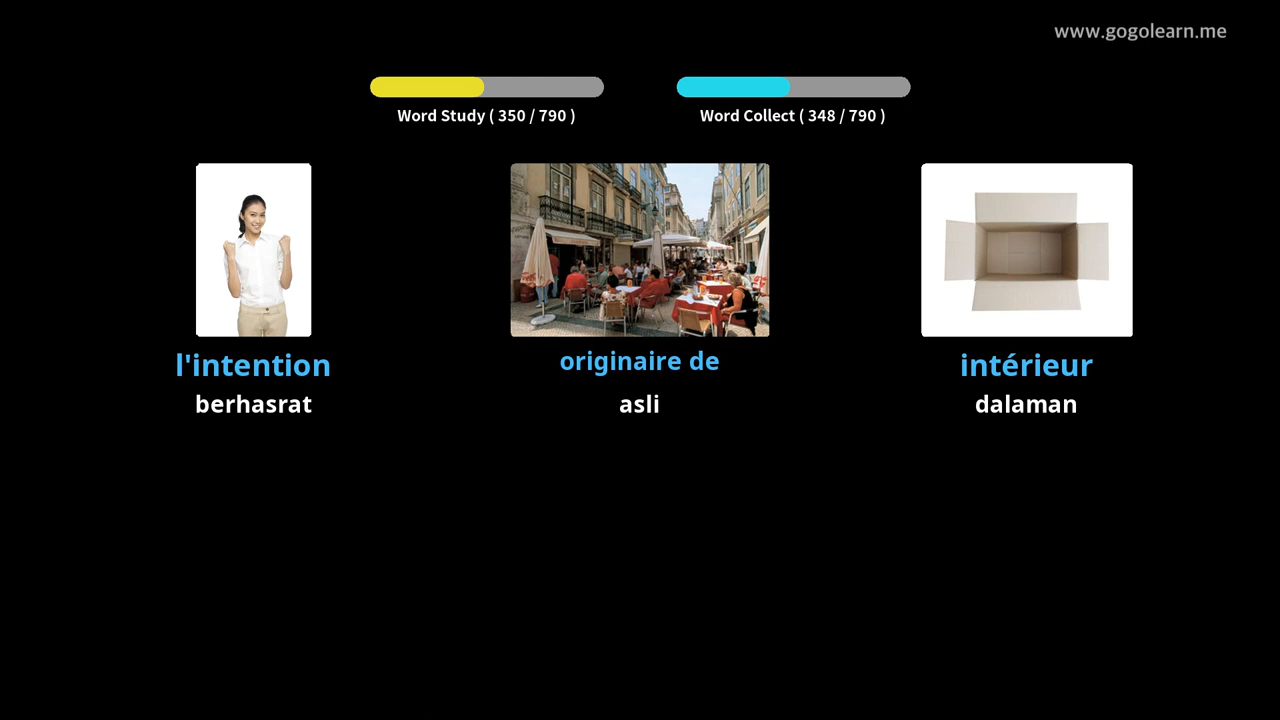 www.gogolearn.me
Word Study ( 350 / 790 )
Word Collect ( 348 / 790 )
l'intention
originaire de
intérieur
berhasrat
asli
dalaman